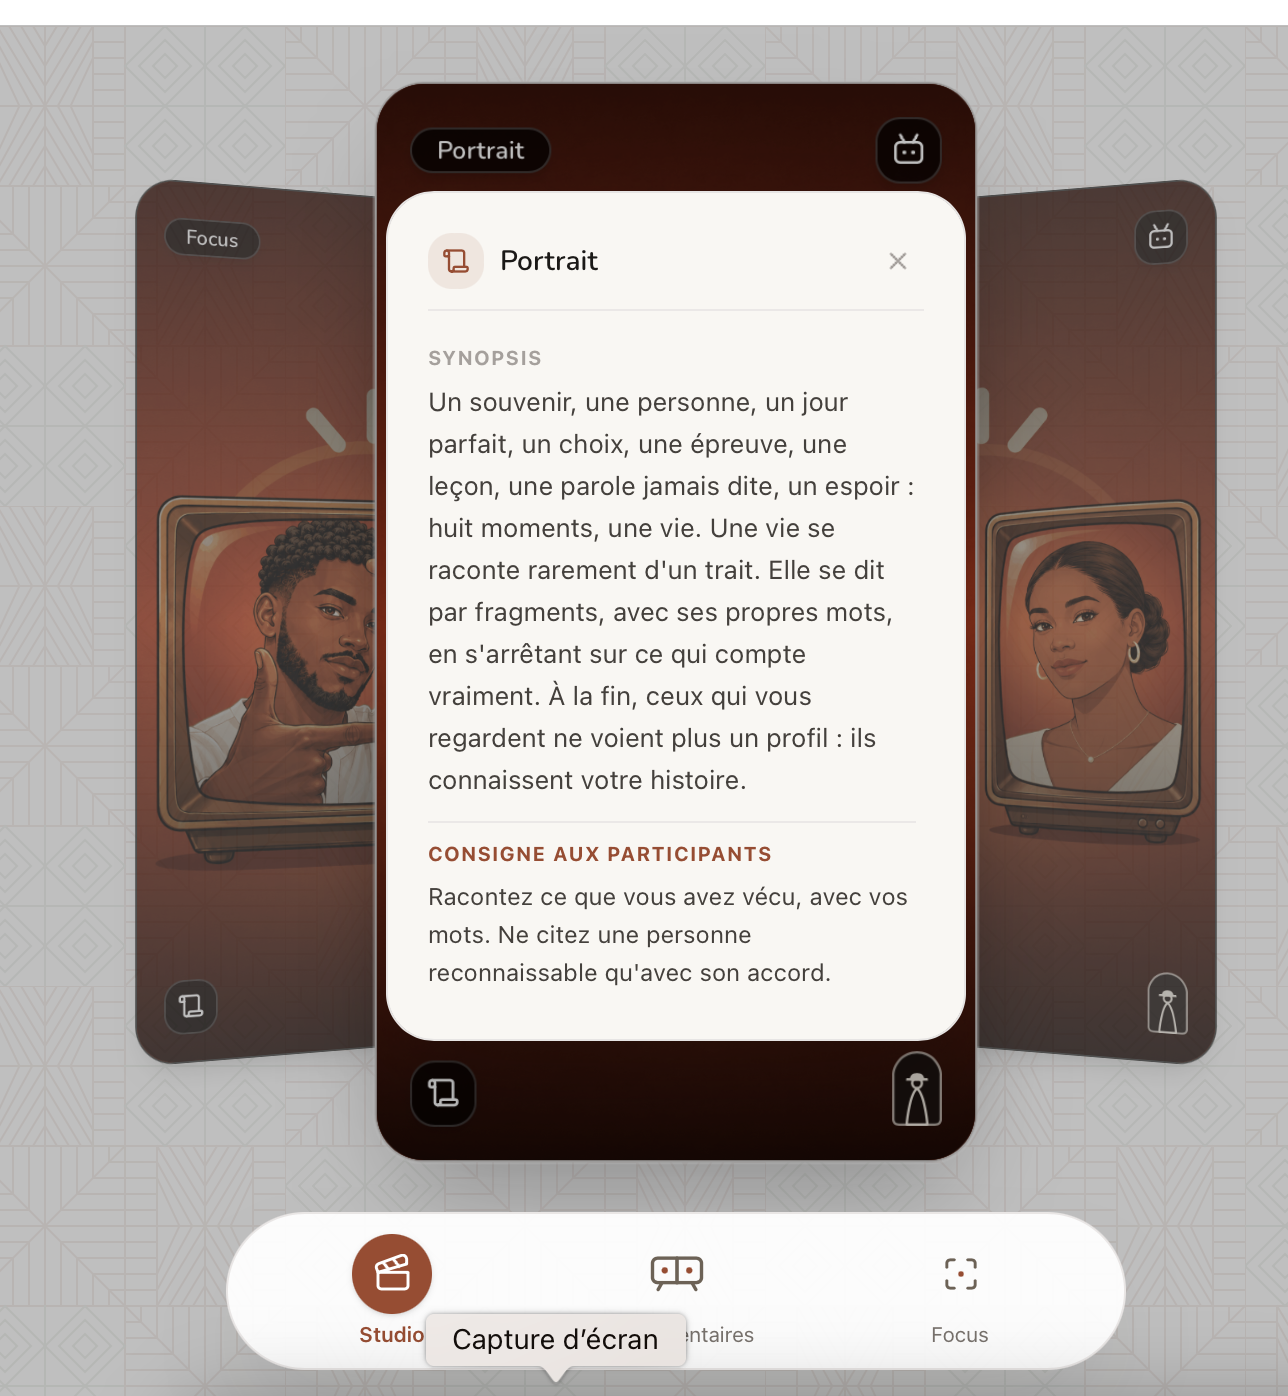 Portrait
Focus
Portrait
SYNOPSIS
Un souvenir, une personne, un jour
parfait, un choix, une épreuve, une
leçon, une parole jamais dite, un espoir :
huit moments, une vie. Une vie se
raconte rarement d'un trait. Elle se dit
par fragments, avec ses propres mots,
en s'arrêtant sur ce qui compte
vraiment. À la fin, ceux qui vous
regardent ne voient plus un profil : ils
connaissent votre histoire.
CONSIGNE AUX PARTICIPANTS
Racontez ce que vous avez vécu, avec vos
mots. Ne citez une personne
reconnaissable qu'avec son accord.
Studio
entaires
Focus
Capture d’écran